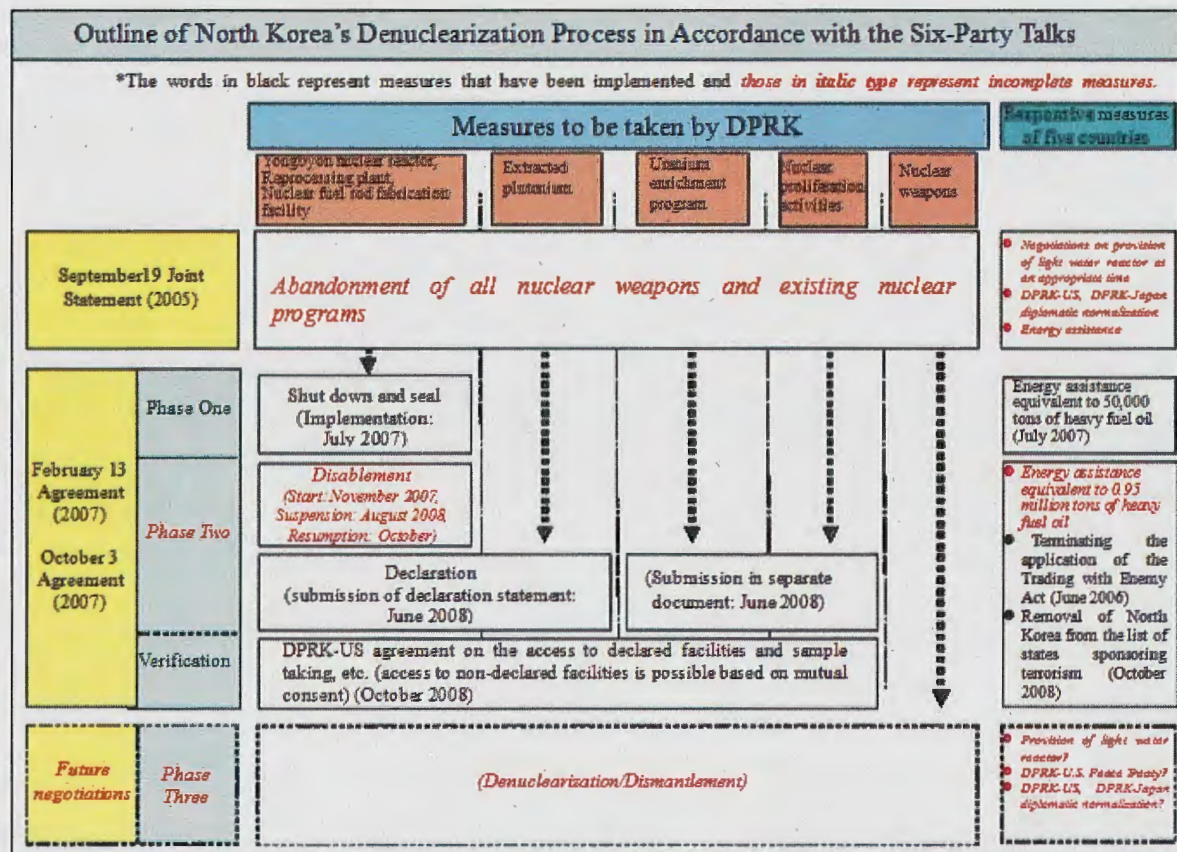 Outline of North Korea's Denuclearization Process in Accordance with the Six-Party Talks
*The words in black represent measures that have been implemented and those in italic type represent incomplete measures.
Measures to be taken by DPRK
Responsive measures
of five countries
Yongbyon nuclear reactor,
Reprocessing plant,
Nuclear fuel rod fabrication
facility
Extracted
plutonium
Uranium
enrichment
program
Nuclear
proliferation
activities
Nuclear
weapons
September19 Joint
Statement (2005)
Abandonment of all nuclear weapons and existing nuclear
programs
Negotiations on provision
of light water reactor at
an appropriate time
DPRK-US, DPRK-Japan
diplomatic normalization
Energy assistance
February 13
Agreement
(2007)
October 3
Agreement
(2007)
Phase One
Shut down and seal
(Implementation:
July 2007)
Energy assistance
equivalent to 50,000
tons of heavy fuel oil
(July 2007)
Phase Two
Disablement
(Start: November 2007,
Suspension: August 2008,
Resumption: October)
Declaration
(submission of declaration statement:
June 2008)
(Submission in separate
document: June 2008)
Energy assistance
equivalent to 0.95
million tons of heavy
fuel oil
Terminating the
application of the
Trading with Enemy
Act (June 2006)
Removal of North
Korea from the list of
states sponsoring
terrorism (October
2008)
Verification
DPRK-US agreement on the access to declared facilities and sample
taking, etc. (access to non-declared facilities is possible based on mutual
consent) (October 2008)
Future
negotiations
Phase
Three
(Denuclearization/Dismantlement)
Provision of light water
reactor?
DPRK-U.S. Peace Treaty?
DPRK-US, DPRK-Japan
diplomatic normalization?